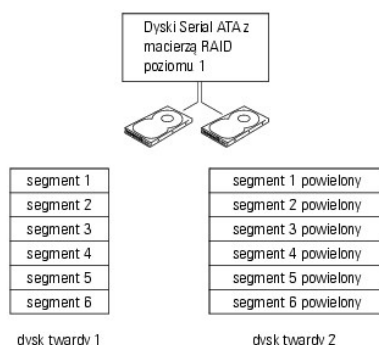 Dyski Serial ATA z
macierzą RAID
poziomu 1
segment 1
segment 2
segment 3
segment 4
segment 5
segment 6
dysk twardy 1
segment 1 powielony
segment 2 powielony
segment 3 powielony
segment 4 powielony
segment 5 powielony
segment 6 powielony
dysk twardy 2